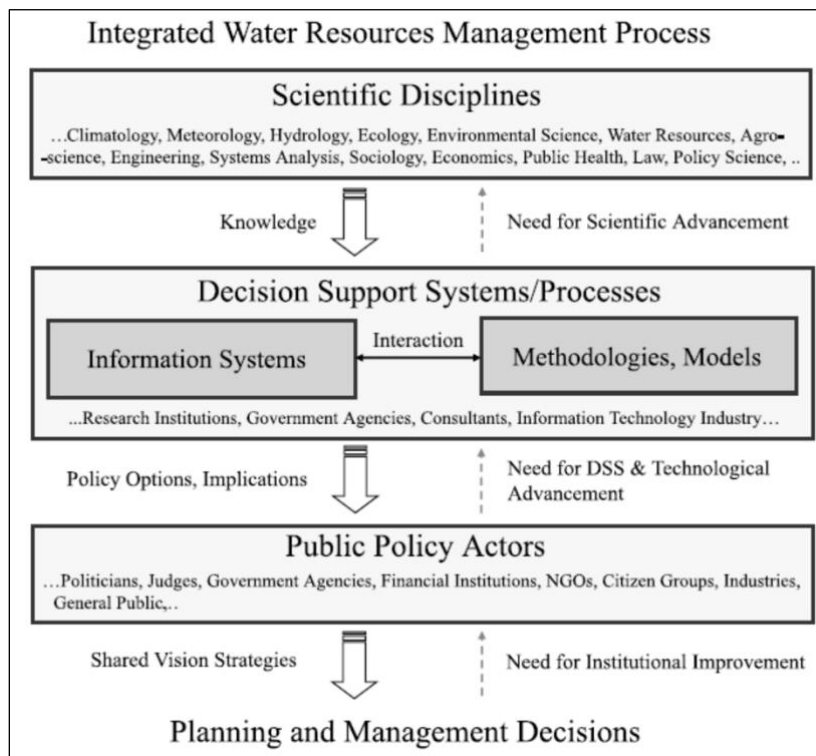 Integrated Water Resources Management Process
Scientific Disciplines
...Climatology, Meteorology, Hydrology, Ecology, Environmental Science, Water Resources, Agro-
-science, Engineering, Systems Analysis, Sociology, Economics, Public Health, Law, Policy Science, ..
Knowledge
Need for Scientific Advancement
Decision Support Systems/Processes
Information Systems
Interaction
Methodologies, Models
...Research Institutions, Government Agencies, Consultants, Information Technology Industry...
Policy Options, Implications
Need for DSS & Technological
Advancement
Public Policy Actors
...Politicians, Judges, Government Agencies, Financial Institutions, NGOs, Citizen Groups, Industries,
General Public,..
Shared Vision Strategies
Need for Institutional Improvement
Planning and Management Decisions